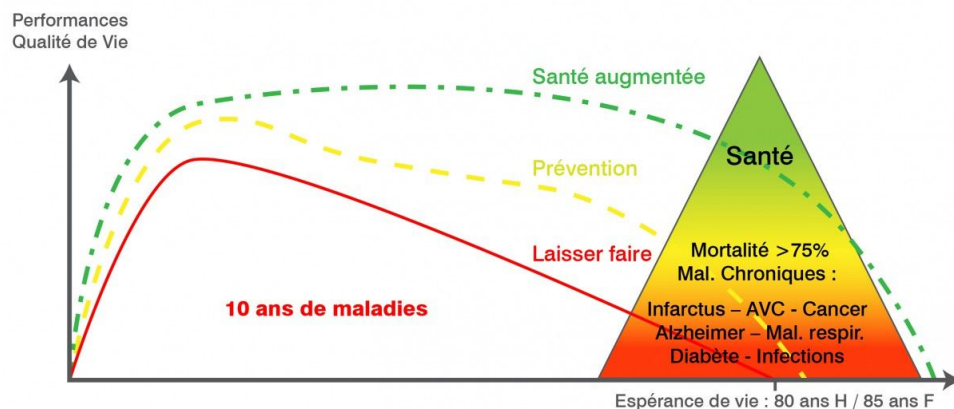 Performances
Qualité de Vie
Santé augmentée
Santé
Prévention
Laisser faire
Mortalité >75%
Mal. Chroniques :
10 ans de maladies
Infarctus – AVC - Cancer
Alzheimer – Mal. respir.
Diabète - Infections
Espérance de vie : 80 ans H / 85 ans F